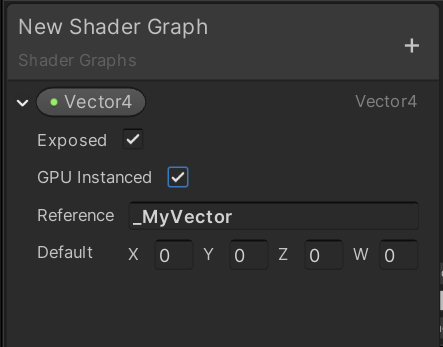 New Shader Graph
Shader Graphs
+
Vector4 Vector4
Exposed
GPU Instanced
Reference _MyVector
Default X 0 Y 0 Z 0 W 0